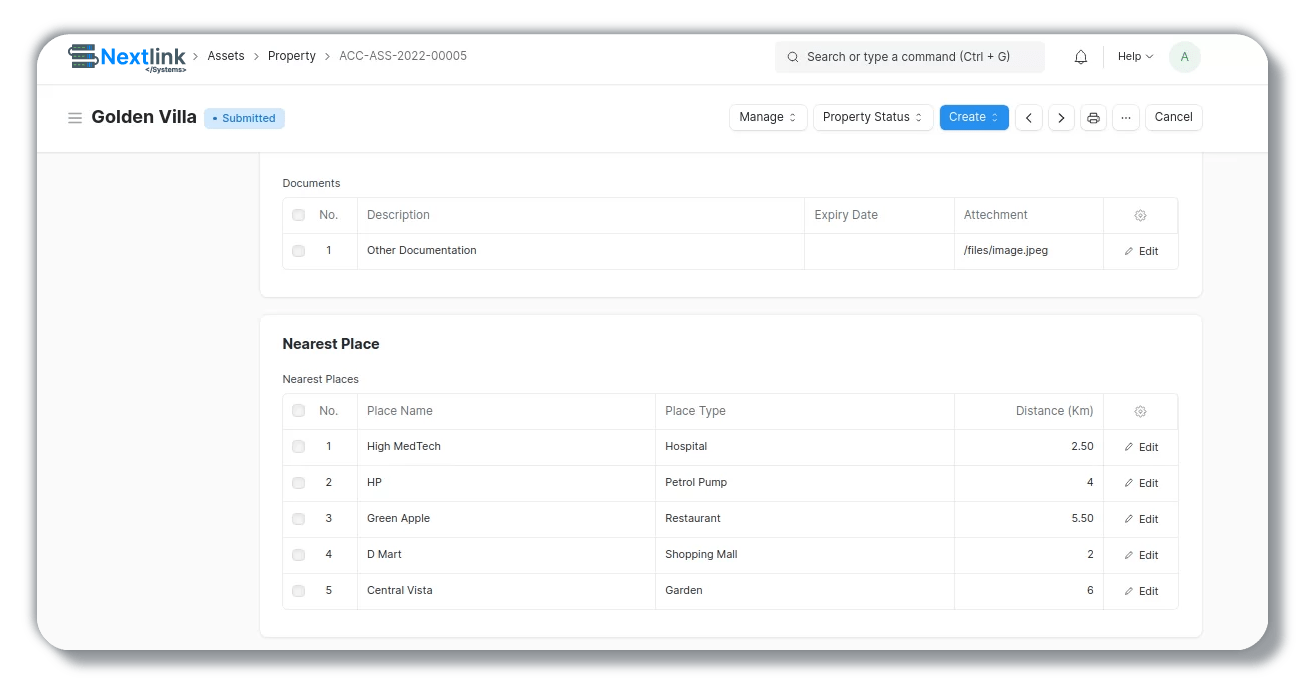 Nextlink > Assets > Property > ACC-ASS-2022-00005 Search or type a command (Ctrl + G) Help A
</Systems>
Golden Villa • Submitted Manage Property Status Create ... Cancel
Documents
No. Description Expiry Date Attechment
1 Other Documentation /files/image.jpeg Edit
Nearest Place
Nearest Places
No. Place Name Place Type Distance (Km)
1 High MedTech Hospital 2.50 Edit
2 HP Petrol Pump 4 Edit
3 Green Apple Restaurant 5.50 Edit
4 D Mart Shopping Mall 2 Edit
5 Central Vista Garden 6 Edit